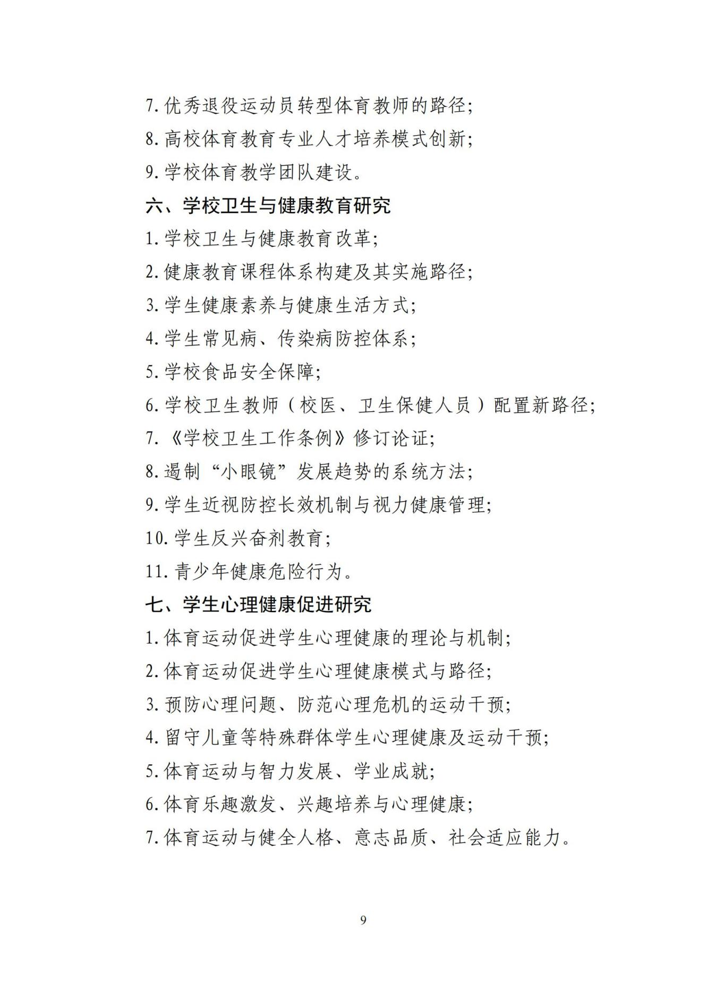 7.优秀退役运动员转型体育教师的路径;
8.高校体育教育专业人才培养模式创新;
9.学校体育教学团队建设。
六、学校卫生与健康教育研究
1.学校卫生与健康教育改革;
2.健康教育课程体系构建及其实施路径;
3.学生健康素养与健康生活方式;
4.学生常见病、传染病防控体系;
5.学校食品安全保障;
6.学校卫生教师(校医、卫生保健人员)配置新路径;
7.《学校卫生工作条例》修订论证;
8.遏制“小眼镜”发展趋势的系统方法;
9.学生近视防控长效机制与视力健康管理;
10.学生反兴奋剂教育;
11.青少年健康危险行为。
七、学生心理健康促进研究
1.体育运动促进学生心理健康的理论与机制;
2.体育运动促进学生心理健康模式与路径;
3.预防心理问题、防范心理危机的运动干预;
4.留守儿童等特殊群体学生心理健康及运动干预;
5.体育运动与智力发展、学业成就;
6.体育乐趣激发、兴趣培养与心理健康;
7.体育运动与健全人格、意志品质、社会适应能力。
9